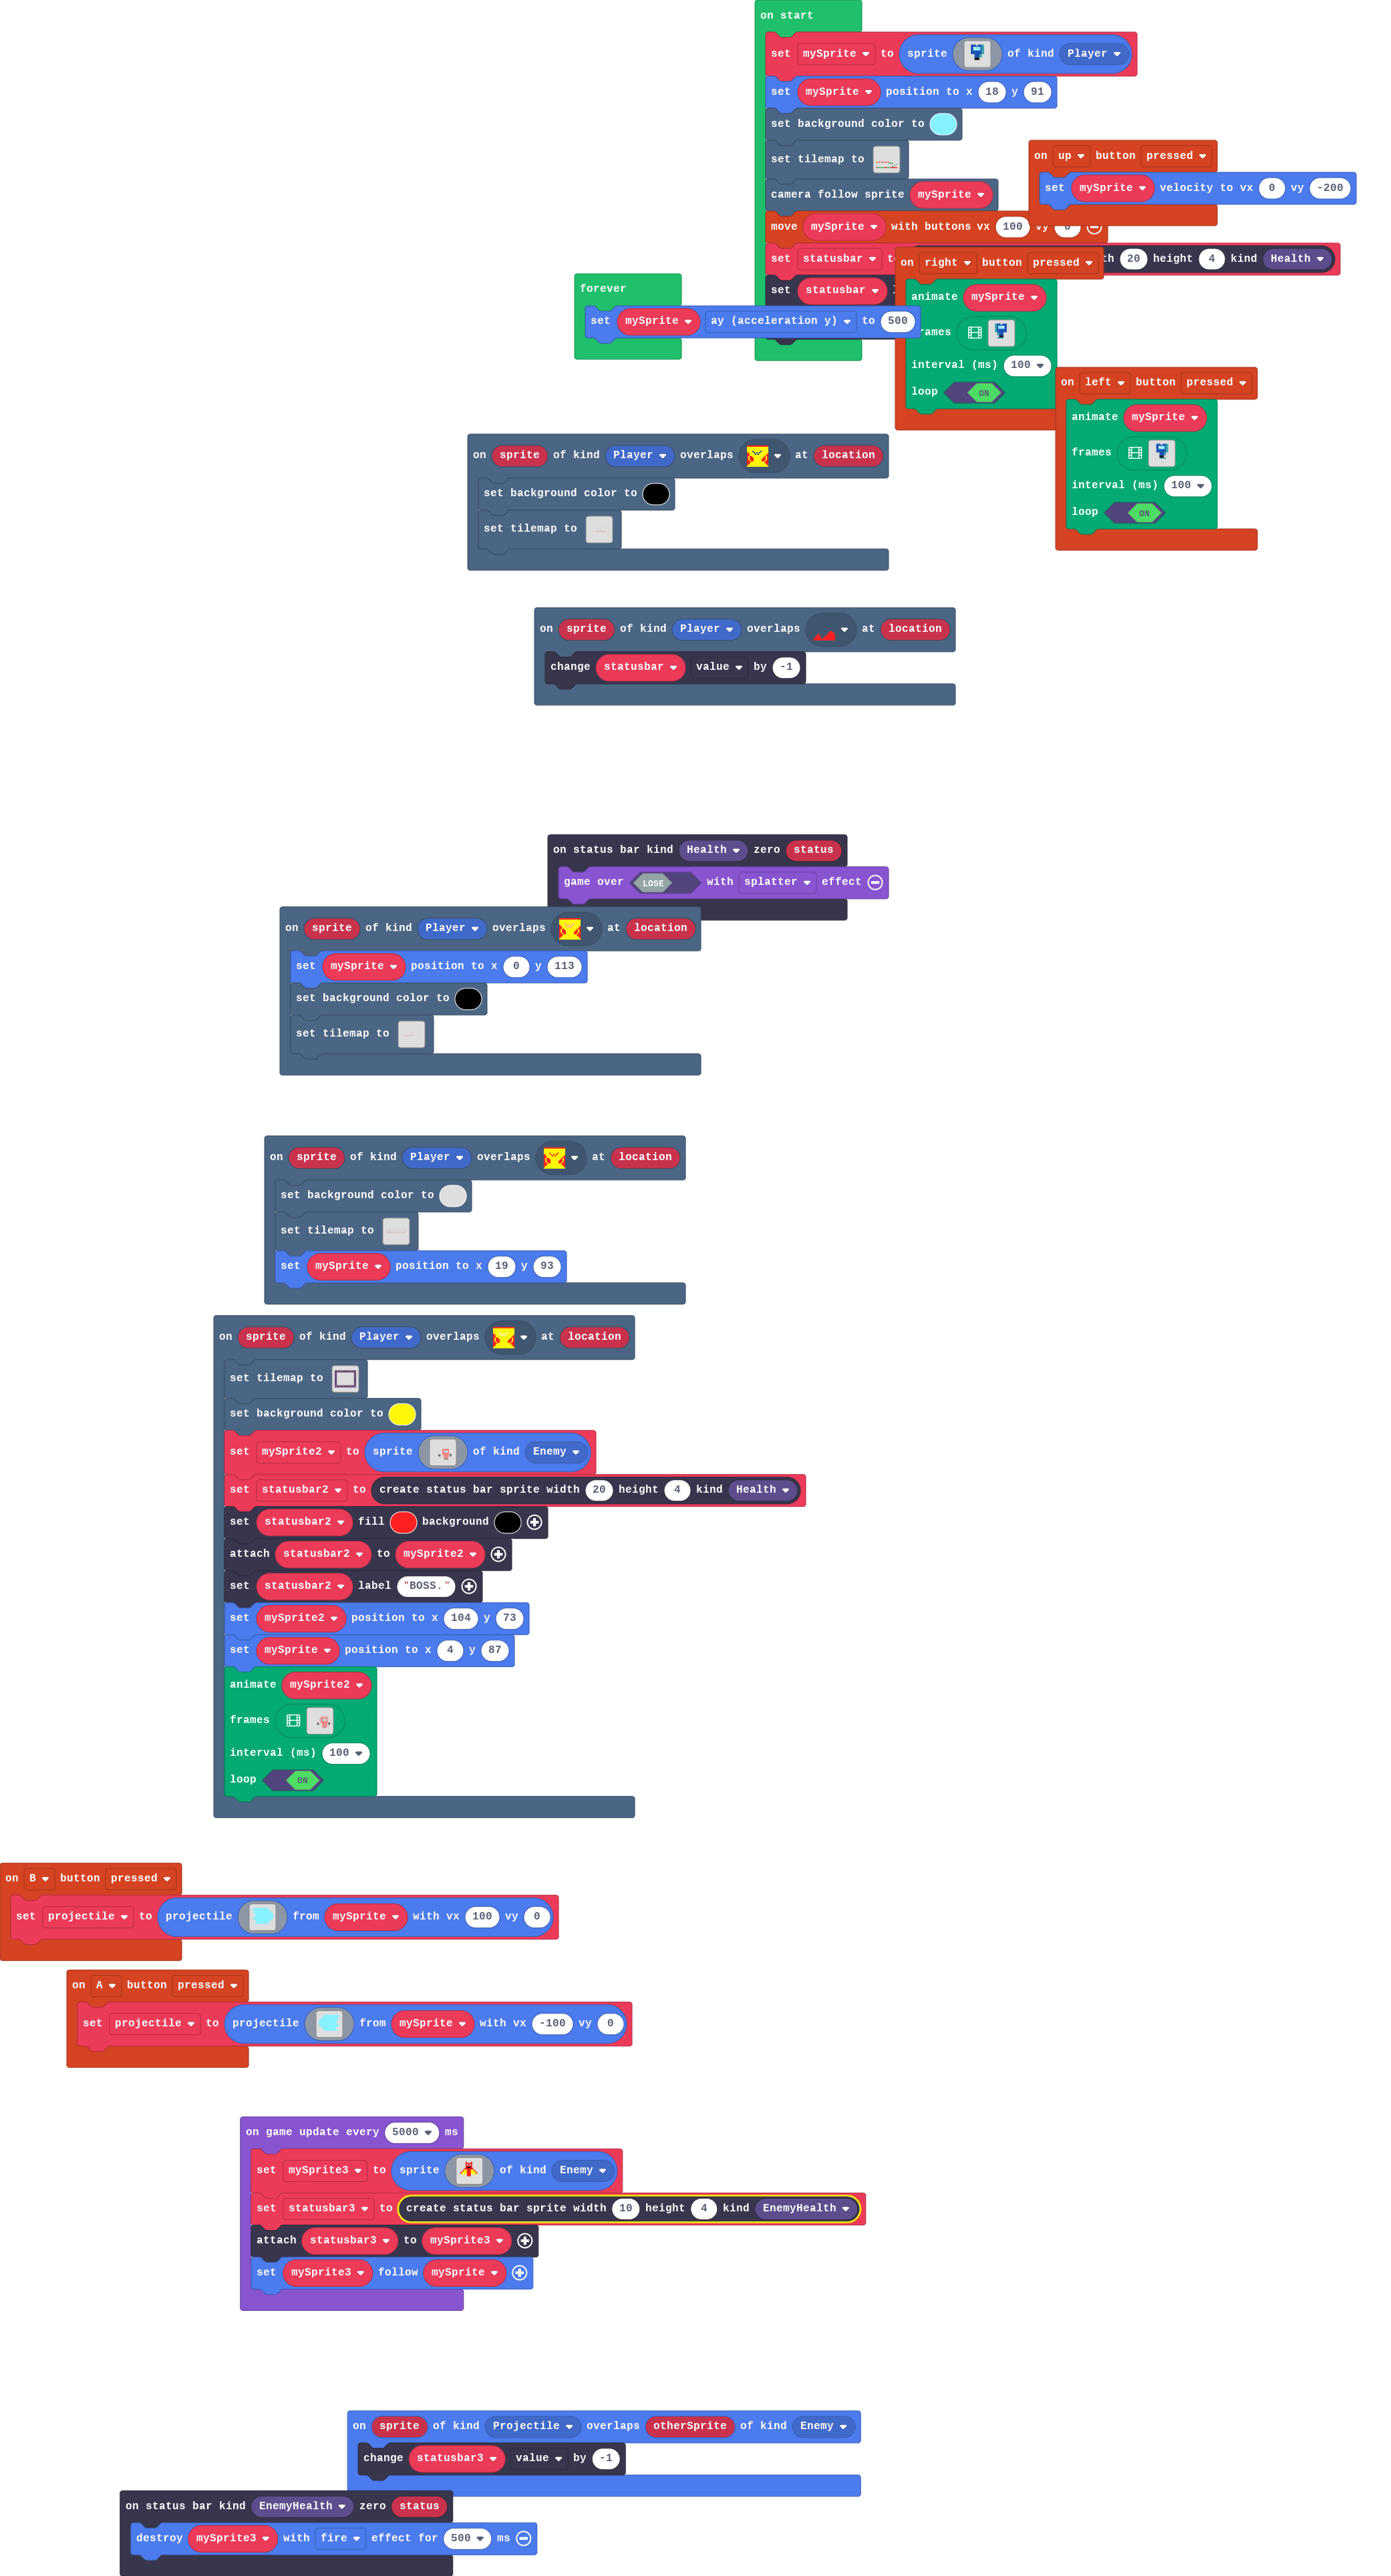 on start
set mySprite to sprite of kind Player
set mySprite position to x 18 y 91
set background color to
set tilemap to
camera follow sprite mySprite
move mySprite with buttons vx 100 vy
set statusbar height 4 kind Health
20
set statusbar
on up button pressed
set mySprite velocity to vx 0 vy -200
on right button pressed
animate mySprite
interval (ms) 100
loop ON
forever
set mySprite ay (acceleration y) to 500
on left button pressed
animate mySprite
frames
interval (ms) 100
loop ON
on sprite of kind Player overlaps at location
set background color to
set tilemap to
on sprite of kind Player overlaps at location
change statusbar value by -1
on status bar kind Health zero status
game over LOSE with splatter effect
on sprite of kind Player overlaps at location
set mySprite position to x 0 y 113
set background color to
set tilemap to
on sprite of kind Player overlaps at location
set background color to
set tilemap to
set mySprite position to x 19 y 93
on sprite of kind Player overlaps at location
set tilemap to
set background color to
set mySprite2 to sprite of kind Enemy
set statusbar2 to create status bar sprite width 20 height 4 kind Health
set statusbar2 fill background
attach statusbar2 to mySprite2
set statusbar2 label "BOSS."
set mySprite2 position to x 104 y 73
set mySprite position to x 4 y 87
animate mySprite2
frames
interval (ms) 100
loop ON
on B button pressed
set projectile to projectile from mySprite with vx 100 vy 0
on A button pressed
set projectile to projectile from mySprite with vx -100 vy 0
on game update every 5000 ms
set mySprite3 to sprite of kind Enemy
set statusbar3 to create status bar sprite width 10 height 4 kind EnemyHealth
attach statusbar3 to mySprite3
set mySprite3 follow mySprite
on sprite of kind Projectile overlaps otherSprite of kind Enemy
change statusbar3 value by -1
on status bar kind EnemyHealth zero status
destroy mySprite3 with fire effect for 500 ms